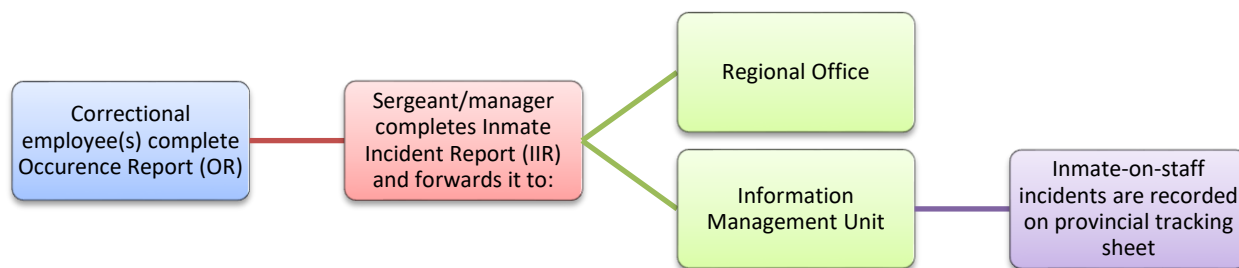 Correctional
employee(s) complete
Occurence Report (OR)
Sergeant/manager
completes Inmate
Incident Report (IIR)
and forwards it to:
Regional Office
Information
Management Unit
Inmate-on-staff
incidents are recorded
on provincial tracking
sheet